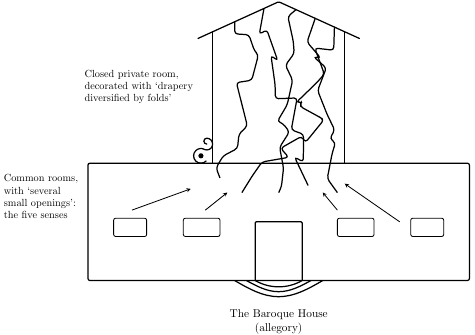 Closed private room,
decorated with ‘drapery
diversified by folds’
Common rooms,
with ‘several
small openings’:
the five senses
The Baroque House
(allegory)